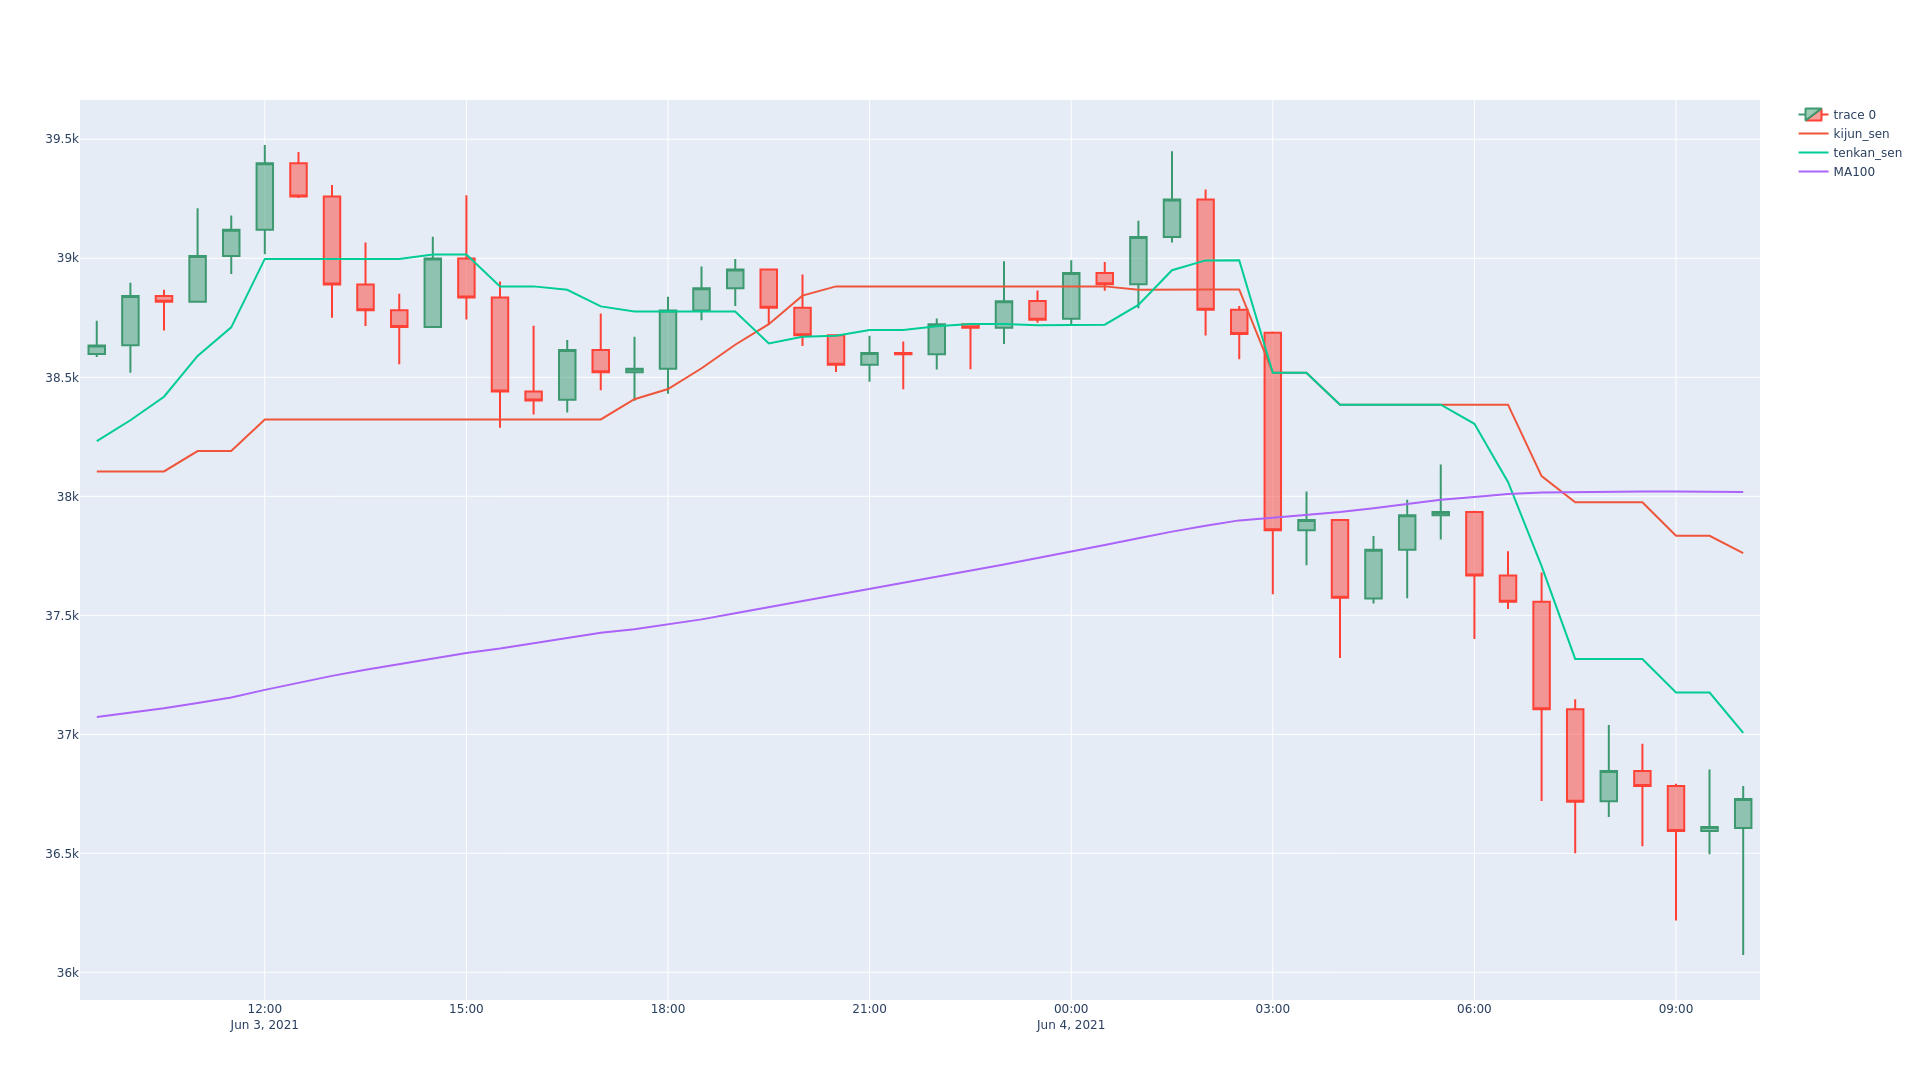 39.5k
39k
38.5k
38k
37.5k
37k
36.5k
36k
12:00
Jun 3, 2021
15:00
18:00
21:00
00:00
Jun 4, 2021
03:00
06:00
09:00
trace 0
kijun_sen
tenkan_sen
MA100